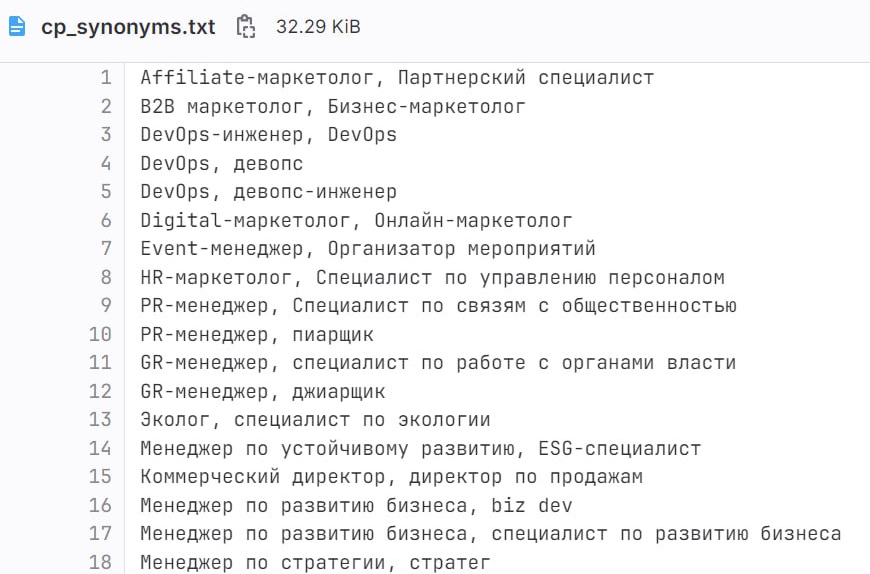 cp_synonyms.txt 32.29 KiB
1 Affiliate-маркетолог, Партнерский специалист
2 B2B маркетолог, Бизнес-маркетолог
3 DevOps-инженер, DevOps
4 DevOps, девопс
5 DevOps, девопс-инженер
6 Digital-маркетолог, Онлайн-маркетолог
7 Event-менеджер, Организатор мероприятий
8 HR-маркетолог, Специалист по управлению персоналом
9 PR-менеджер, Специалист по связям с общественностью
10 PR-менеджер, пиарщик
11 GR-менеджер, специалист по работе с органами власти
12 GR-менеджер, джиарщик
13 Эколог, специалист по экологии
14 Менеджер по устойчивому развитию, ESG-специалист
15 Коммерческий директор, директор по продажам
16 Менеджер по развитию бизнеса, biz dev
17 Менеджер по развитию бизнеса, специалист по развитию бизнеса
18 Менеджер по стратегии, стратег